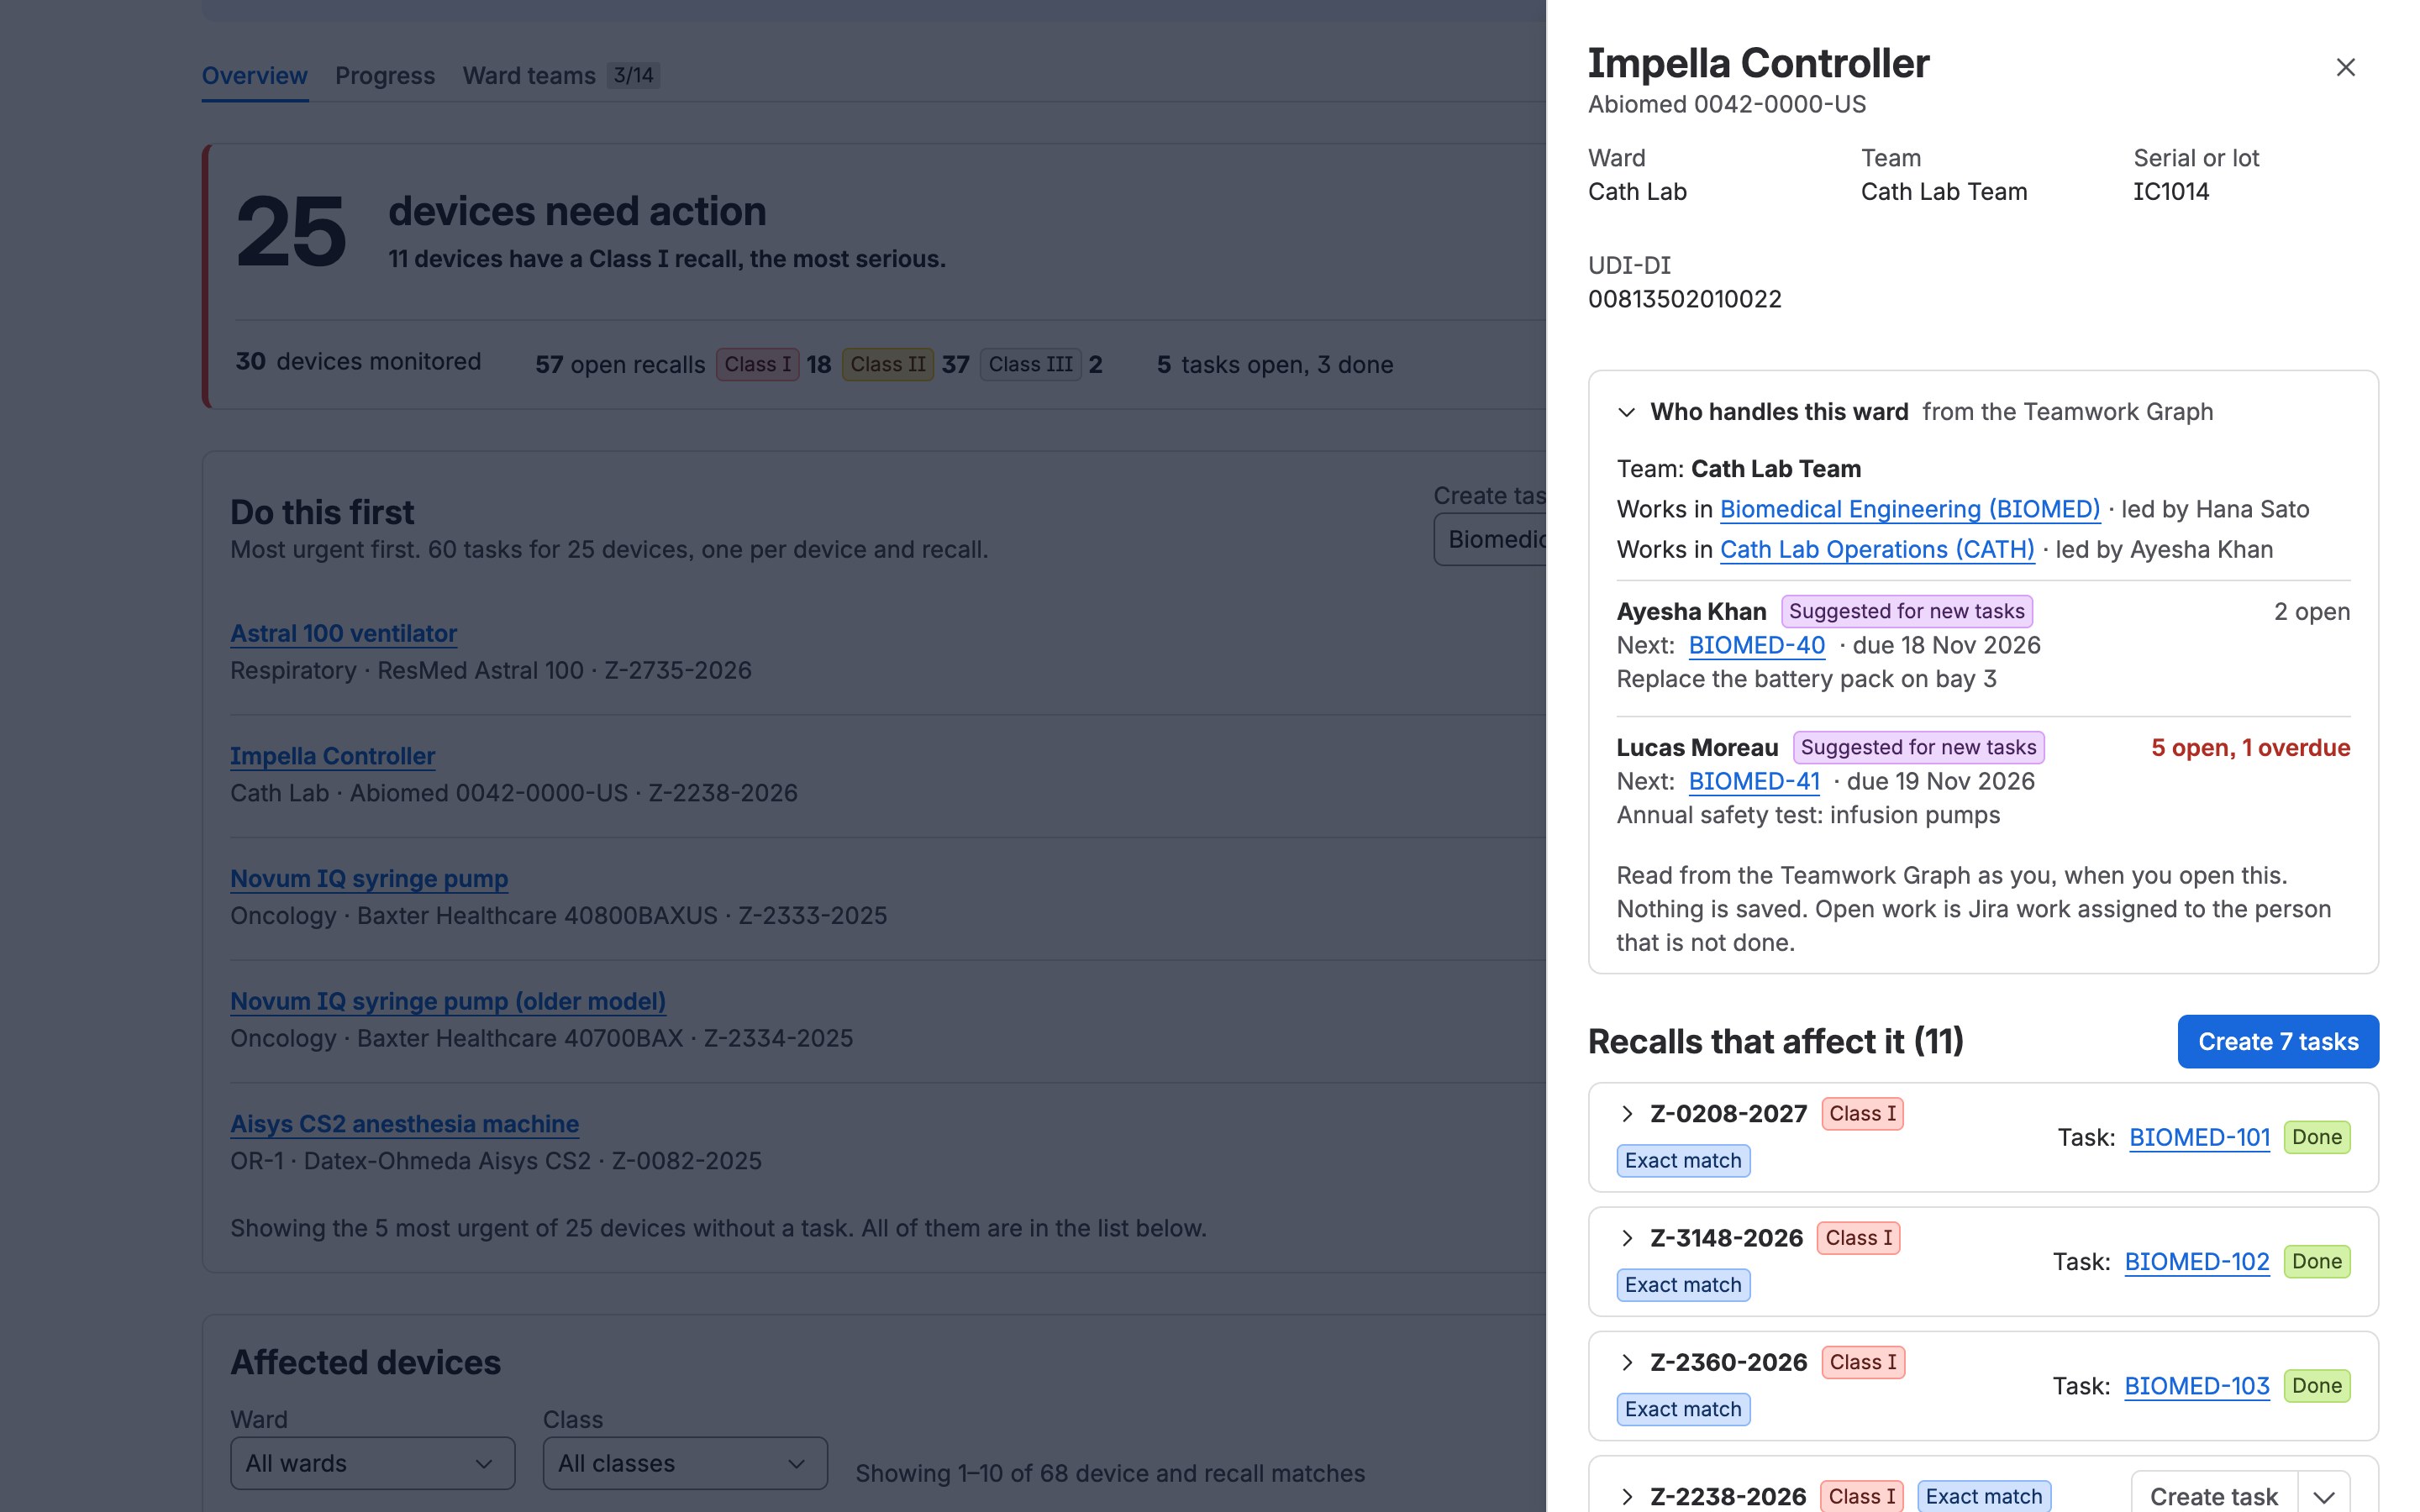 Overview Progress Ward teams 3/14
25 devices need action
11 devices have a Class I recall, the most serious.
30 devices monitored 57 open recalls Class I 18 Class II 37 Class III 2 5 tasks open, 3 done
Do this first
Most urgent first. 60 tasks for 25 devices, one per device and recall.
Create tas
Biomedic
Astral 100 ventilator
Respiratory · ResMed Astral 100 · Z-2735-2026
Impella Controller
Cath Lab · Abiomed 0042-0000-US · Z-2238-2026
Novum IQ syringe pump
Oncology · Baxter Healthcare 40800BAXUS · Z-2333-2025
Novum IQ syringe pump (older model)
Oncology · Baxter Healthcare 40700BAX · Z-2334-2025
Aisys CS2 anesthesia machine
OR-1 · Datex-Ohmeda Aisys CS2 · Z-0082-2025
Showing the 5 most urgent of 25 devices without a task. All of them are in the list below.
Affected devices
Ward Class
All wards All classes Showing 1–10 of 68 device and recall matches
Impella Controller
Abiomed 0042-0000-US
Ward Team Serial or lot
Cath Lab Cath Lab Team IC1014
UDI-DI
00813502010022
Who handles this ward from the Teamwork Graph
Team: Cath Lab Team
Works in Biomedical Engineering (BIOMED) · led by Hana Sato
Works in Cath Lab Operations (CATH) · led by Ayesha Khan
Ayesha Khan Suggested for new tasks 2 open
Next: BIOMED-40 · due 18 Nov 2026
Replace the battery pack on bay 3
Lucas Moreau Suggested for new tasks 5 open, 1 overdue
Next: BIOMED-41 · due 19 Nov 2026
Annual safety test: infusion pumps
Read from the Teamwork Graph as you, when you open this.
Nothing is saved. Open work is Jira work assigned to the person
that is not done.
Recalls that affect it (11) Create 7 tasks
Z-0208-2027 Class I
Exact match
Task: BIOMED-101 Done
Z-3148-2026 Class I
Exact match
Task: BIOMED-102 Done
Z-2360-2026 Class I
Exact match
Task: BIOMED-103 Done
Z-2238-2026 Class I Exact match Create task